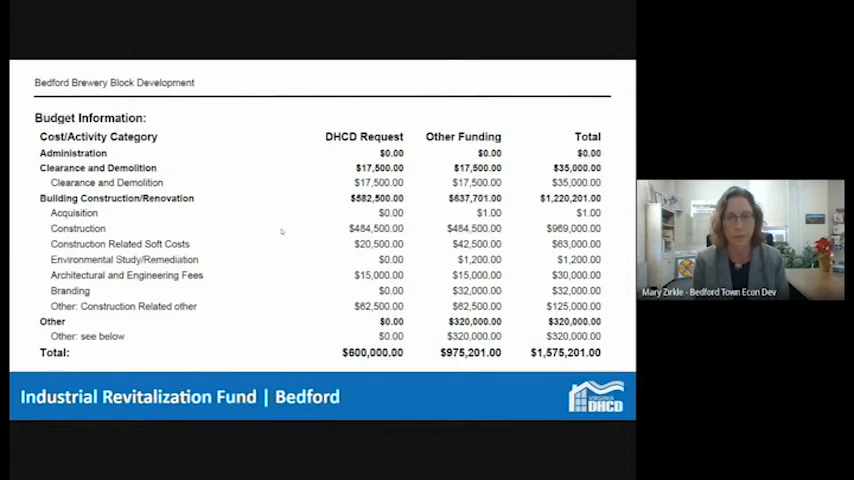 Bedford Brewery Block Development
Budget Information:
Cost/Activity Category DHCD Request Other Funding Total
Administration $0.00 $0.00 $0.00
Clearance and Demolition $17,500.00 $17,500.00 $35,000.00
Clearance and Demolition $17,500.00 $17,500.00 $35,000.00
Building Construction/Renovation $582,500.00 $637,701.00 $1,220,201.00
Acquisition $0.00 $1.00 $1.00
Construction $484,500.00 $484,500.00 $969,000.00
Construction Related Soft Costs $20,500.00 $42,500.00 $63,000.00
Environmental Study/Remediation $0.00 $1,200.00 $1,200.00
Architectural and Engineering Fees $15,000.00 $15,000.00 $30,000.00
Branding $0.00 $32,000.00 $32,000.00
Other: Construction Related other $62,500.00 $62,500.00 $125,000.00
Other $0.00 $320,000.00 $320,000.00
Other: see below $0.00 $320,000.00 $320,000.00
Total: $600,000.00 $975,201.00 $1,575,201.00
Industrial Revitalization Fund | Bedford
VIRGINIA
DHCD
Mary Zirkle - Bedford Town Econ Dev